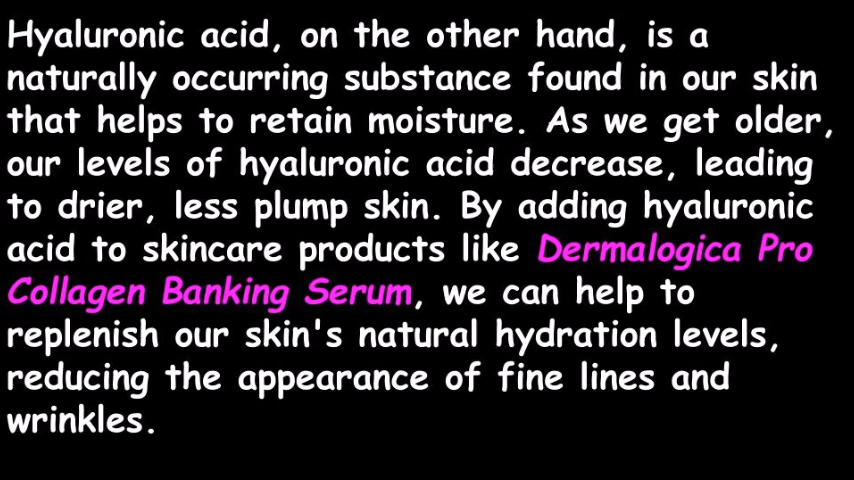 Hyaluronic acid, on the other hand, is a
naturally occurring substance found in our skin
that helps to retain moisture. As we get older,
our levels of hyaluronic acid decrease, leading
to drier, less plump skin. By adding hyaluronic
acid to skincare products like Dermalogica Pro
Collagen Banking Serum, we can help to
replenish our skin's natural hydration levels,
reducing the appearance of fine lines and
wrinkles.